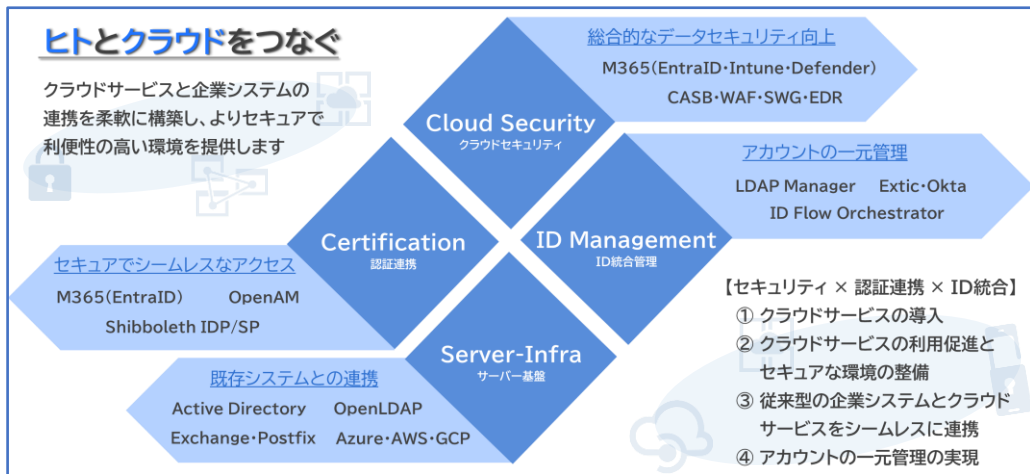 ヒトとクラウドをつなぐ
クラウドサービスと企業システムの
連携を柔軟に構築し、よりセキュアで
利便性の高い環境を提供します
Cloud Security
クラウドセキュリティ
総合的なデータセキュリティ向上
M365(EntraID・Intune・Defender)
CASB・WAF・SWG・EDR
Certification
認証連携
セキュアでシームレスなアクセス
M365(EntraID) OpenAM
Shibboleth IDP/SP
ID Management
ID統合管理
アカウントの一元管理
LDAP Manager Extic・Okta
ID Flow Orchestrator
Server-Infra
サーバー基盤
既存システムとの連携
Active Directory OpenLDAP
Exchange・Postfix Azure・AWS・GCP
【セキュリティ × 認証連携 × ID統合】
① クラウドサービスの導入
② クラウドサービスの利用促進と
セキュアな環境の整備
③ 従来型の企業システムとクラウド
サービスをシームレスに連携
④ アカウントの一元管理の実現